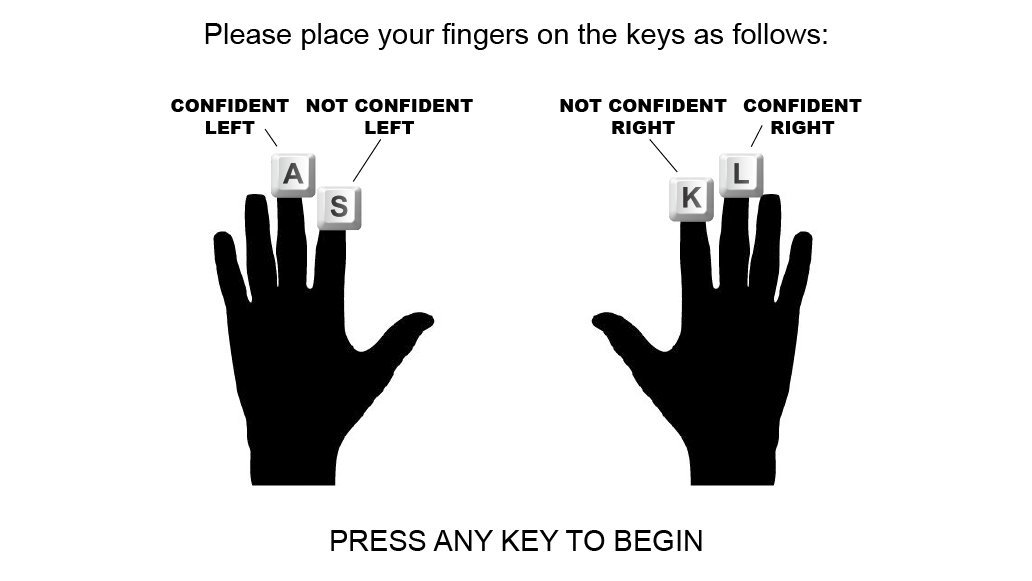 Please place your fingers on the keys as follows:
CONFIDENT LEFT
NOT CONFIDENT LEFT
NOT CONFIDENT RIGHT
CONFIDENT RIGHT
A
S
K
L
PRESS ANY KEY TO BEGIN